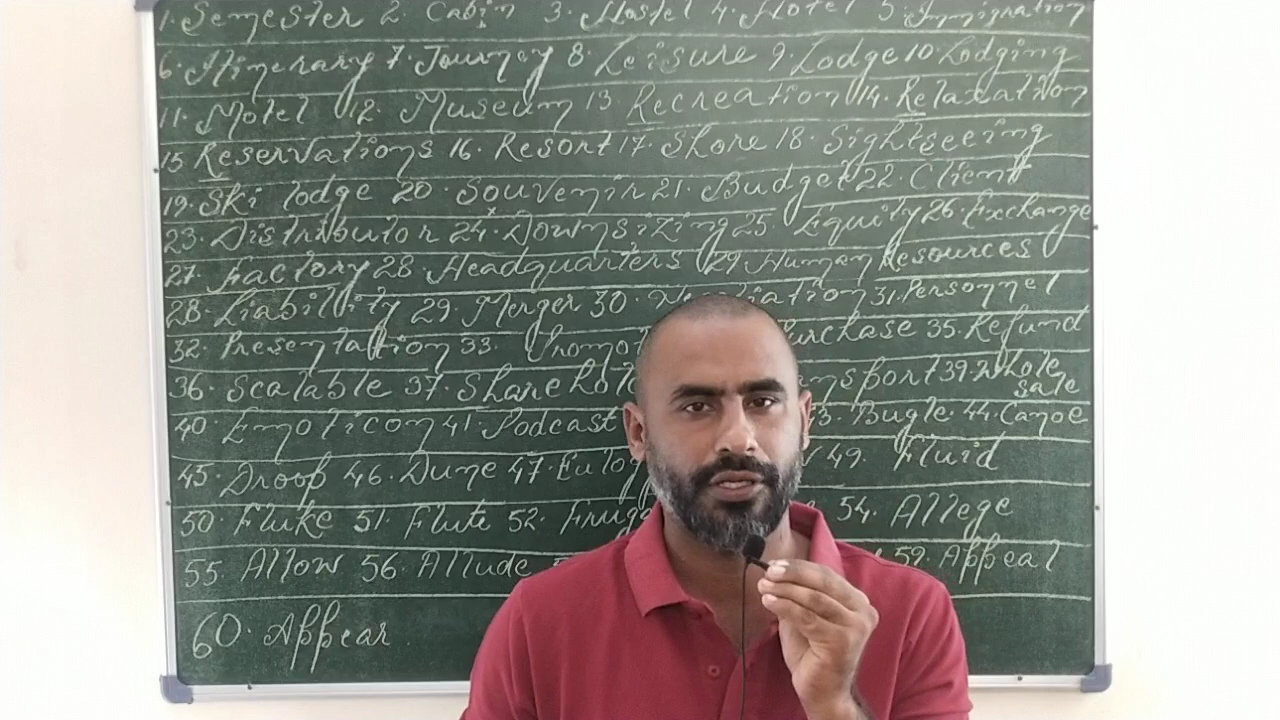 1. Semester 2. Cabin 3. Hostel 4. Hotel 5. Immigration
6. Itinerary 7. Journey 8. Leisure 9. Lodge 10. Lodging
11. Motel 12. Museum 13. Recreation 14. Relaxation
15 Reservations 16. Resort 17. Shore 18. Sightseeing
19. Ski lodge 20. Souvenir 21. Budget 22. Client
23. Distributor 24. Downsizing 25. Equity 26. Exchange
27. Factory 28. Headquarters 29. Human Resources
28. Liability 29. Merger 30. 31. Personnel
32. Presentation 33. 35. Refund
36. Scalable 37. 39. Whole
sale
40. Emoticon 41. Podcast 43. Bugle 44. Canoe
45. Droop 46. Dune 47. 49. Fluid
50. Fluke 51. Flute 52. 54. Allege
55. Allow 56. Allude 59. Appeal
60. Appear.